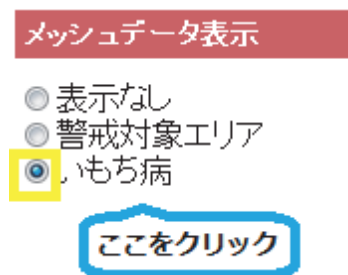 メッシュデータ表示
表示なし
警戒対象エリア
いもち病
ここをクリック